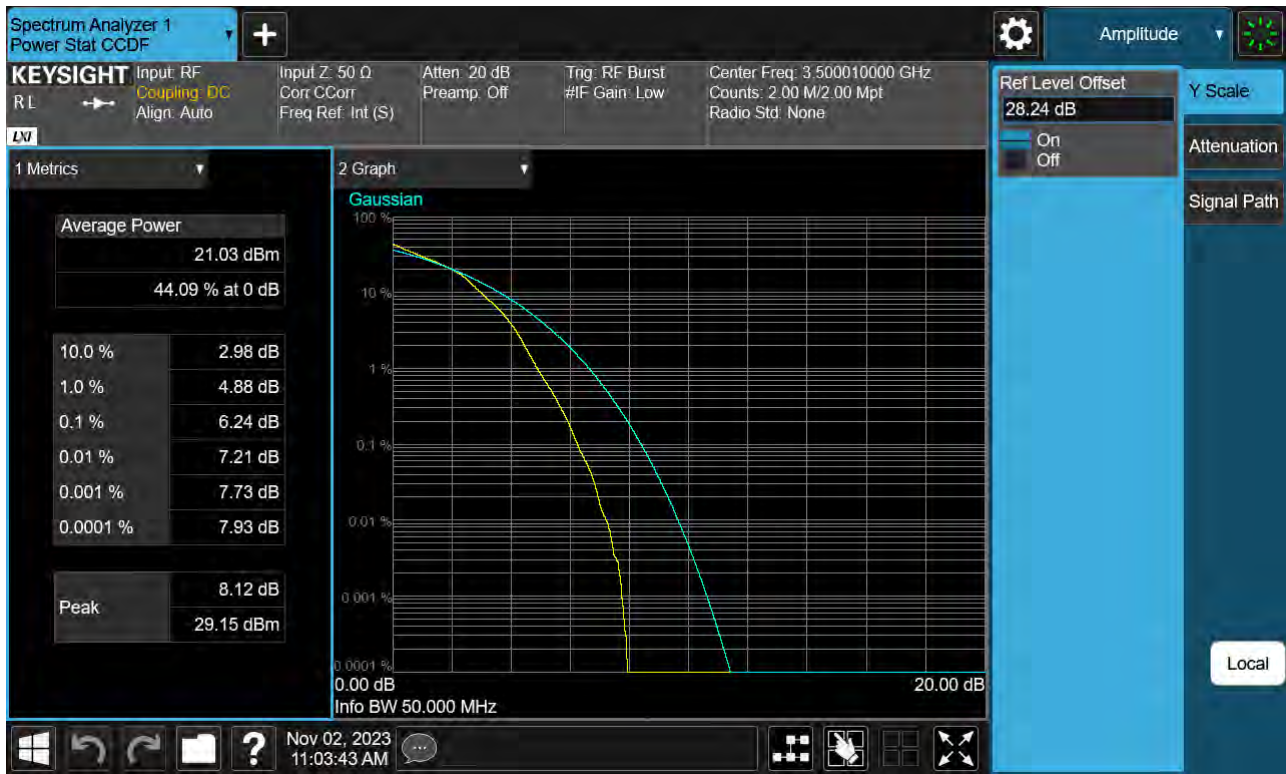 Spectrum Analyzer 1
Power Stat CCDF
+
Amplitude
KEYSIGHT
RL
LXI
Input: RF
Coupling: DC
Align: Auto
Input Z: 50 Ω
Corr CCorr
Freq Ref: Int (S)
Atten: 20 dB
Preamp: Off
Trig: RF Burst
#IF Gain: Low
Center Freq: 3.500010000 GHz
Counts: 2.00 M/2.00 Mpt
Radio Std: None
Ref Level Offset
28.24 dB
On
Off
Y Scale
Attenuation
Signal Path
Local
1 Metrics
Average Power
21.03 dBm
44.09 % at 0 dB
10.0 % 2.98 dB
1.0 % 4.88 dB
0.1 % 6.24 dB
0.01 % 7.21 dB
0.001 % 7.73 dB
0.0001 % 7.93 dB
Peak 8.12 dB
29.15 dBm
2 Graph
Gaussian
100 %
10 %
1 %
0.1 %
0.01 %
0.001 %
0.0001 %
0.00 dB 20.00 dB
Info BW 50.000 MHz
?
Nov 02, 2023
11:03:43 AM